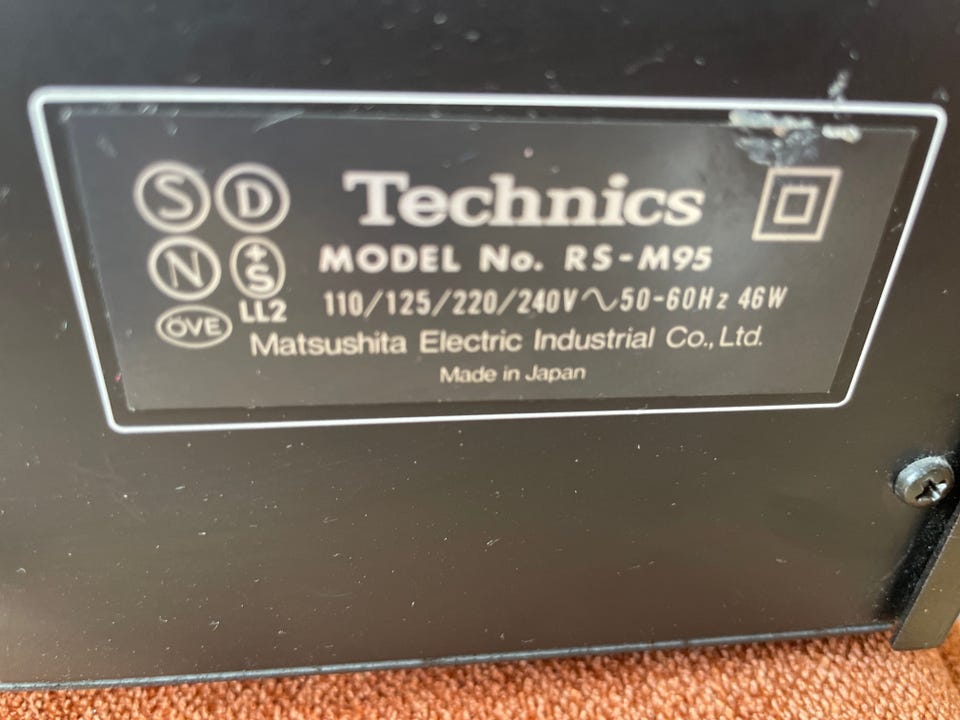 S D
Technics
N +S
MODEL No. RS-M95
LL2
110/125/220/240V ~ 50-60Hz 46W
ÖVE
Matsushita Electric Industrial Co., Ltd.
Made in Japan